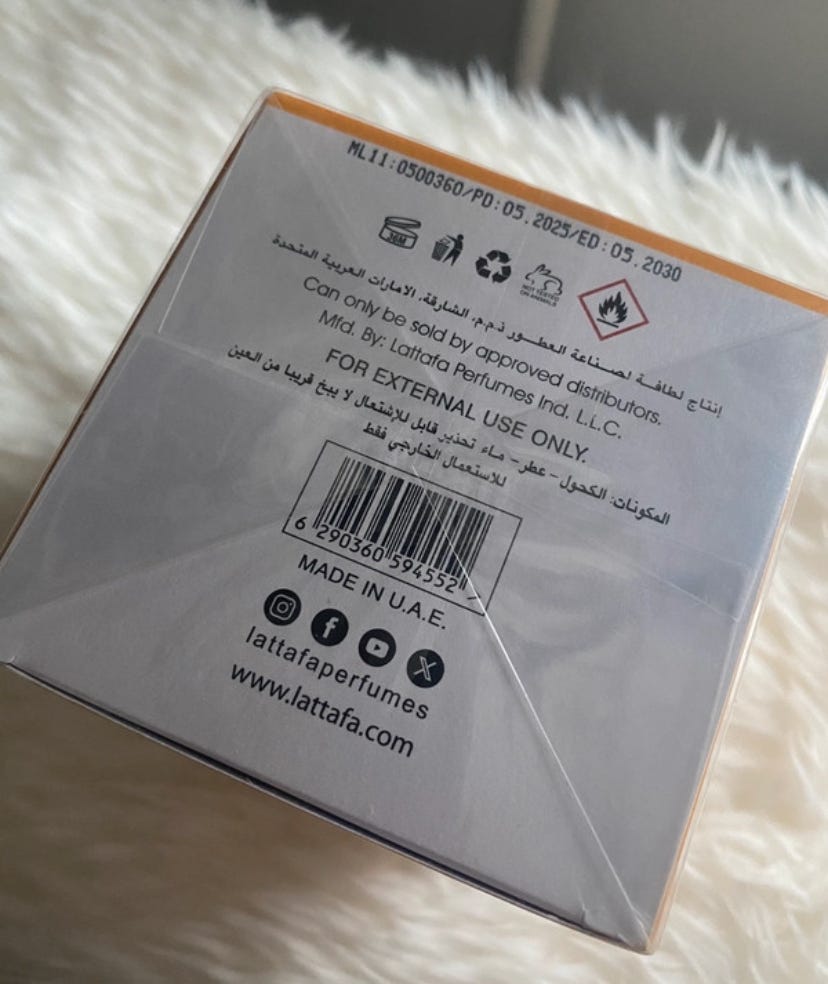 ML11:0500360/PD:05.2025/ED:05.2030
36M
NOT TESTED
ON ANIMALS
إنتاج لطافة لصناعة العطور ذ.م.م. الشارقة، الامارات العربية المتحدة
Can only be sold by approved distributors.
Mfd. By: Lattafa Perfumes Ind. L.L.C.
FOR EXTERNAL USE ONLY.
المكونات: الكحول - عطر - ماء تحذير قابل للإشتعال لا يبخ قريبا من العين
للاستعمال الخارجي فقط
6 290360 594552
MADE IN U.A.E.
lattafaperfumes
www.lattafa.com